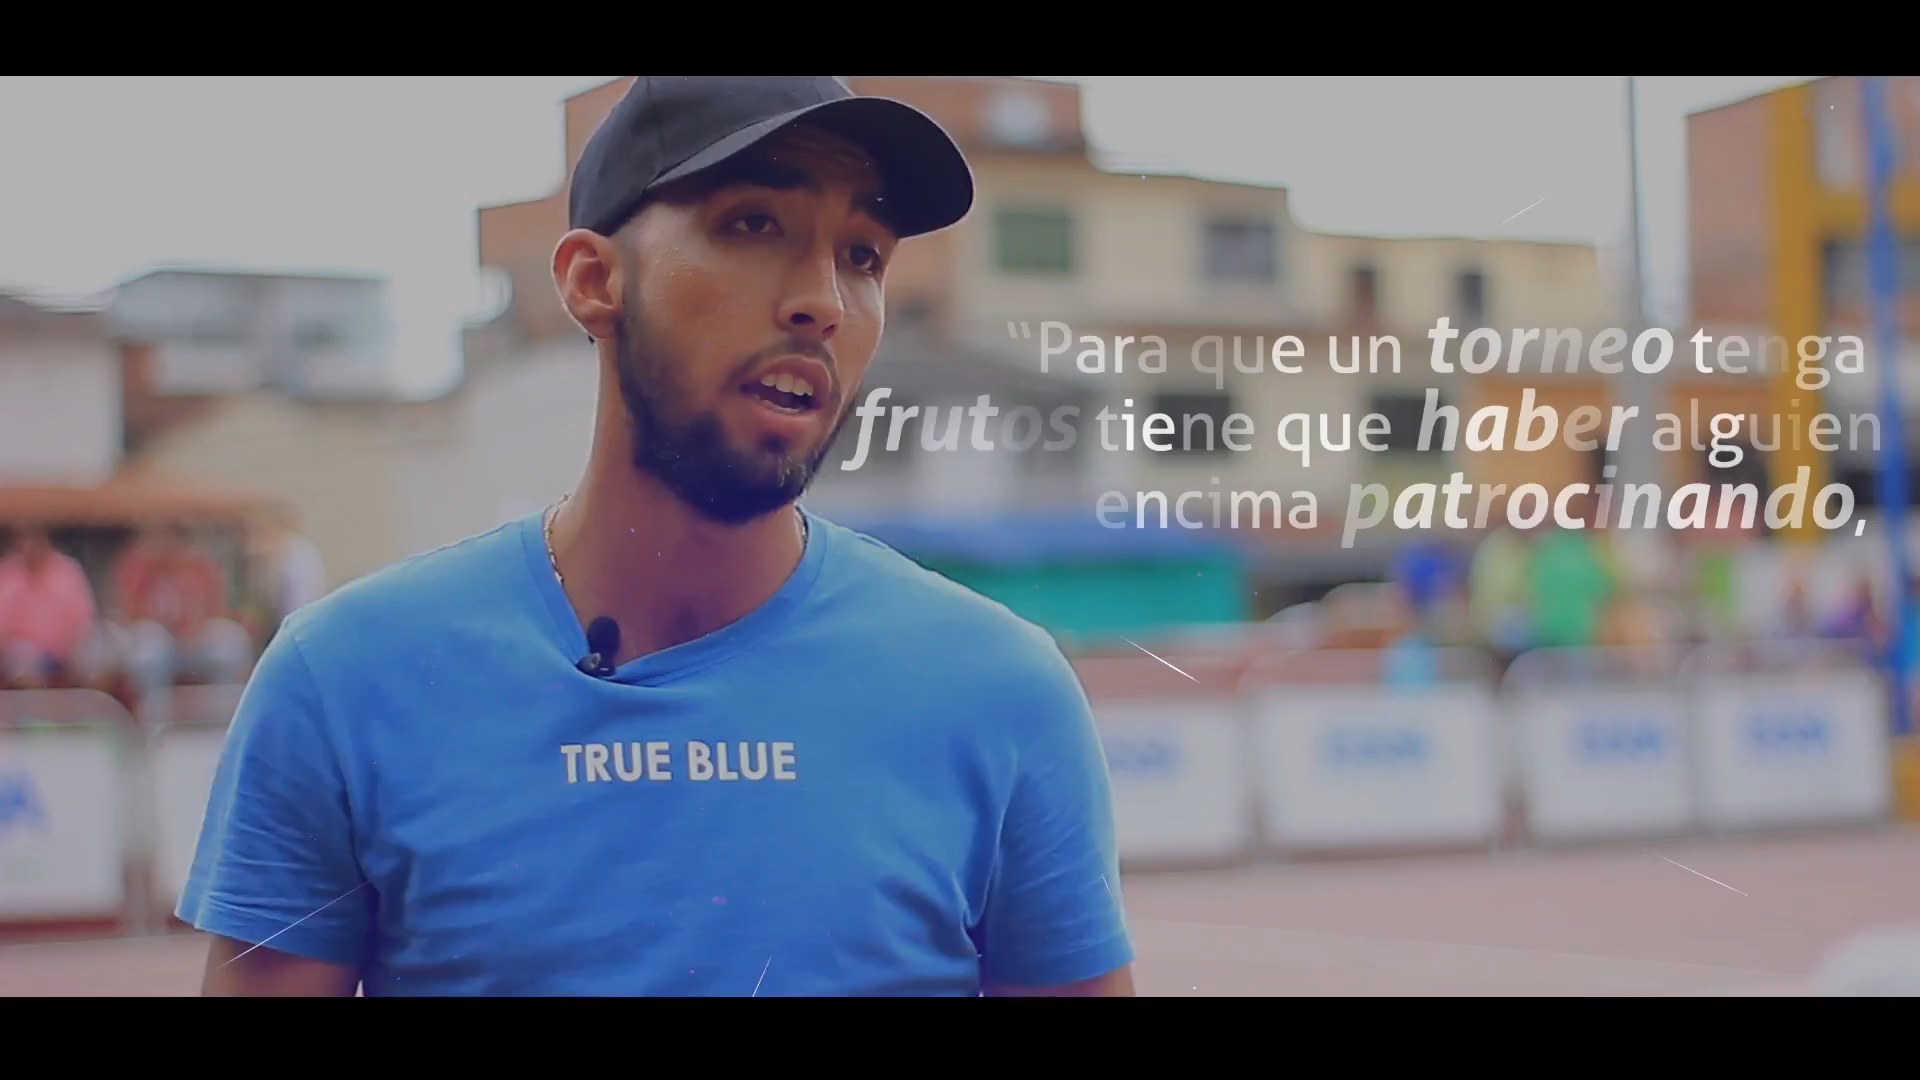 “Para que un torneo tenga
frutos tiene que haber alguien
encima patrocinando,
TRUE BLUE